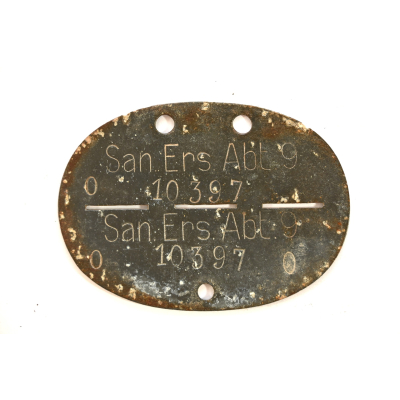 San. Ers. Abt. 9
O 10397
San. Ers. Abt. 9
O 10397 O